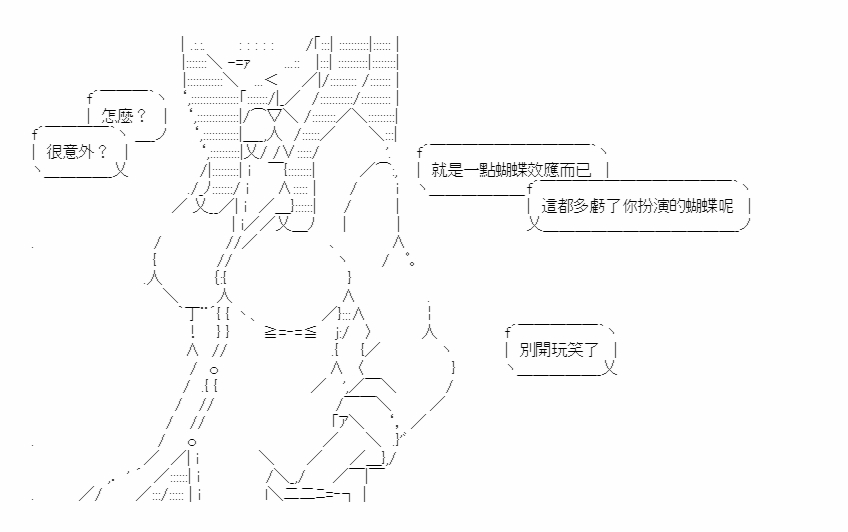 怎麼？
很意外？
就是一點蝴蝶效應而已
這都多虧了你扮演的蝴蝶呢
別開玩笑了